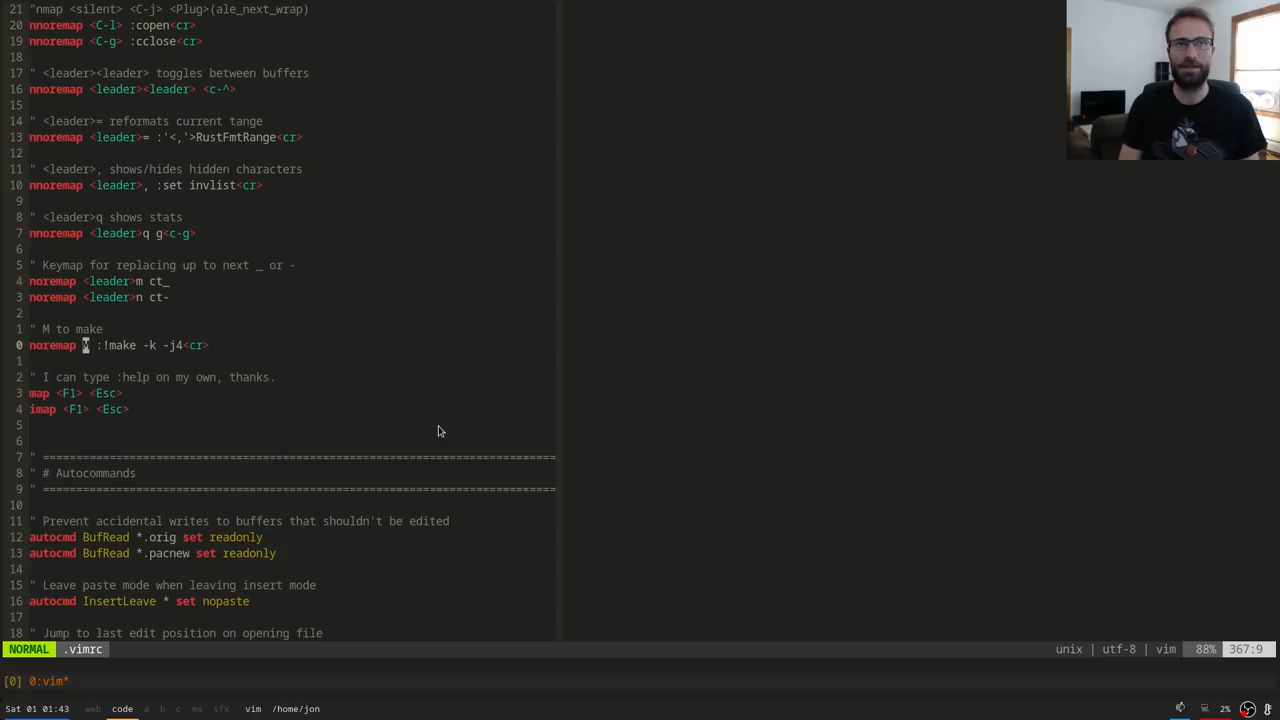 21 "nmap <silent> <C-j> <Plug>(ale_next_wrap)
20 nnoremap <C-l> :copen<cr>
19 nnoremap <C-g> :cclose<cr>
18
17 " <leader><leader> toggles between buffers
16 nnoremap <leader><leader> <c-^>
15
14 " <leader>= reformats current tange
13 nnoremap <leader>= :'<,'>RustFmtRange<cr>
12
11 " <leader>, shows/hides hidden characters
10 nnoremap <leader>, :set invlist<cr>
9
8 " <leader>q shows stats
7 nnoremap <leader>q g<c-g>
6
5 " Keymap for replacing up to next _ or -
4 noremap <leader>m ct_
3 noremap <leader>n ct-
2
1 " M to make
0 noremap M :!make -k -j4<cr>
1
2 " I can type :help on my own, thanks.
3 map <F1> <Esc>
4 imap <F1> <Esc>
5
6
7 " =============================================================================
8 " # Autocommands
9 " =============================================================================
10
11 " Prevent accidental writes to buffers that shouldn't be edited
12 autocmd BufRead *.orig set readonly
13 autocmd BufRead *.pacnew set readonly
14
15 " Leave paste mode when leaving insert mode
16 autocmd InsertLeave * set nopaste
17
18 " Jump to last edit position on opening file
NORMAL .vimrc unix | utf-8 | vim 88% 367:9
[0] 0:vim*
Sat 01 01:43 web code a b c ms sfx vim /home/jon 2%